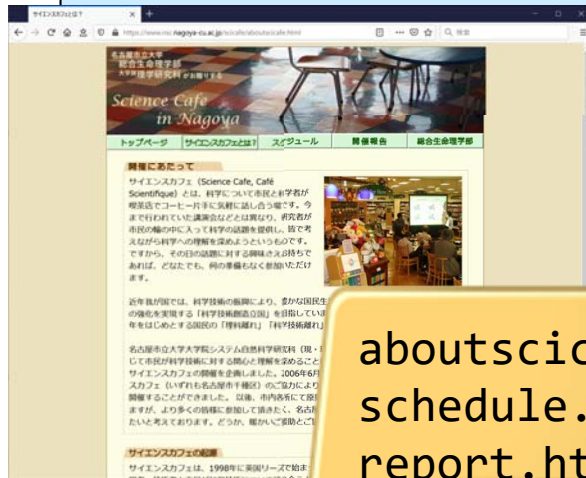 サイエンスカフェとは?
https://www.nsc.nagoya-cu.ac.jp/scicafe/aboutscicafe.html
検索
名古屋市立大学
総合生命理学部
大学院理学研究科 がお贈りする
Science Cafe
in Nagoya
トップページ サイエンスカフェとは? スケジュール 開催報告 総合生命理学部
開催にあたって
サイエンスカフェ（Science Cafe, Café
Scientifique）とは、科学について市民と科学者が
喫茶店でコーヒー片手に気軽に話し合う場です。今
まで行われていた講演会などとは異なり、研究者が
市民の輪の中に入って科学の話題を提供し、皆で考
えながら科学への理解を深めようというものです。
ですから、その日の話題に対する興味さえお持ちで
あれば、どなたでも、何の準備もなく参加いただけ
ます。
近年我が国では、科学技術の振興により、豊かな国民生
の強化を実現する「科学技術創造立国」を目指していま
年をはじめとする国民の「理科離れ」「科学技術離れ」
名古屋市立大学大学院システム自然科学研究科（現・
じて市民が科学技術に対する関心と理解を深めること
サイエンスカフェの開催を企画しました。2006年6月
スカフェ（いずれも名古屋市千種区）のご協力により
開催することができました。以後、市内各所にて
ますが、より多くの皆様に参加して頂きたく、名古
たいと考えております。どうか、暖かいご援助とご
サイエンスカフェの起源
サイエンスカフェは、1998年に英国リーズで始ま
aboutscic
schedule.
report.ht